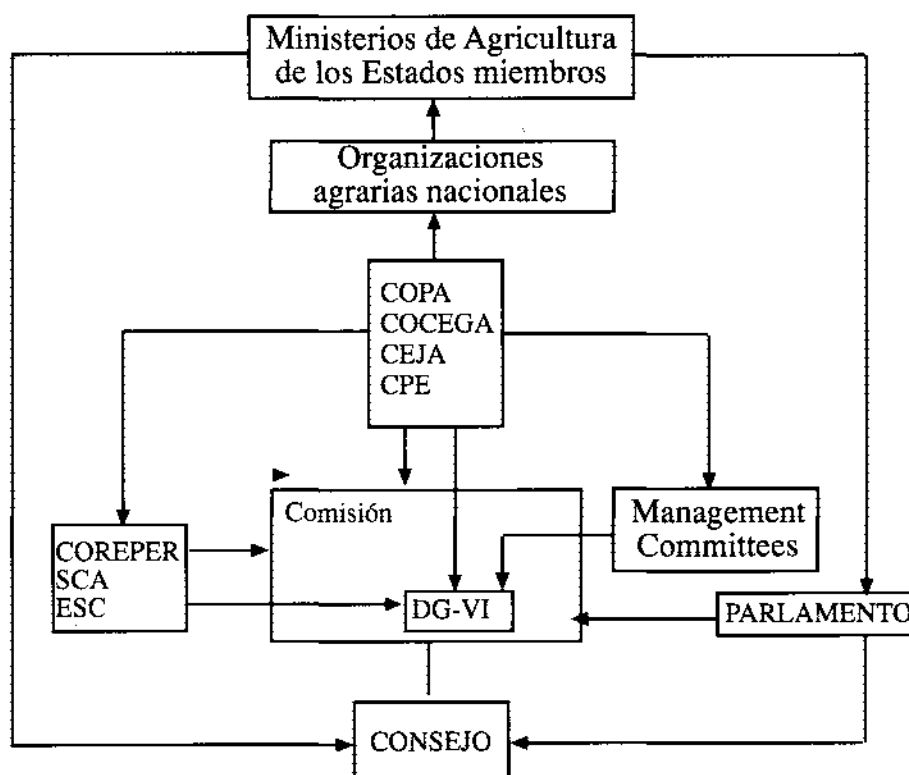 Ministerios de Agricultura
de los Estados miembros
Organizaciones
agrarias nacionales
COPA
COCEGA
CEJA
CPE
Comisión
Management
Committees
COREPER
SCA
ESC
DG-VI
PARLAMENTO
CONSEJO